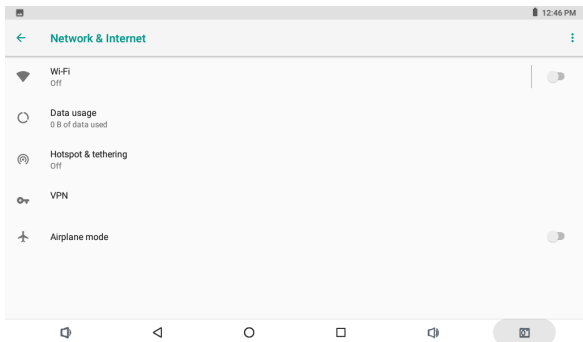 12:46 PM
Network & Internet
Wi-Fi
Off
Data usage
0 B of data used
Hotspot & tethering
Off
VPN
Airplane mode